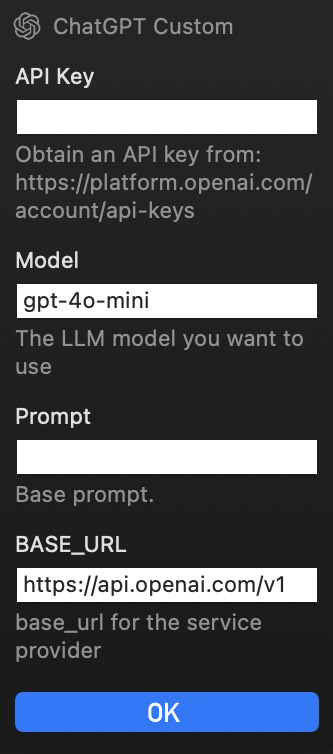 ChatGPT Custom
API Key
Obtain an API key from:
https://platform.openai.com/
account/api-keys
Model
gpt-4o-mini
The LLM model you want to
use
Prompt
Base prompt.
BASE_URL
https://api.openai.com/v1
base_url for the service
provider
OK